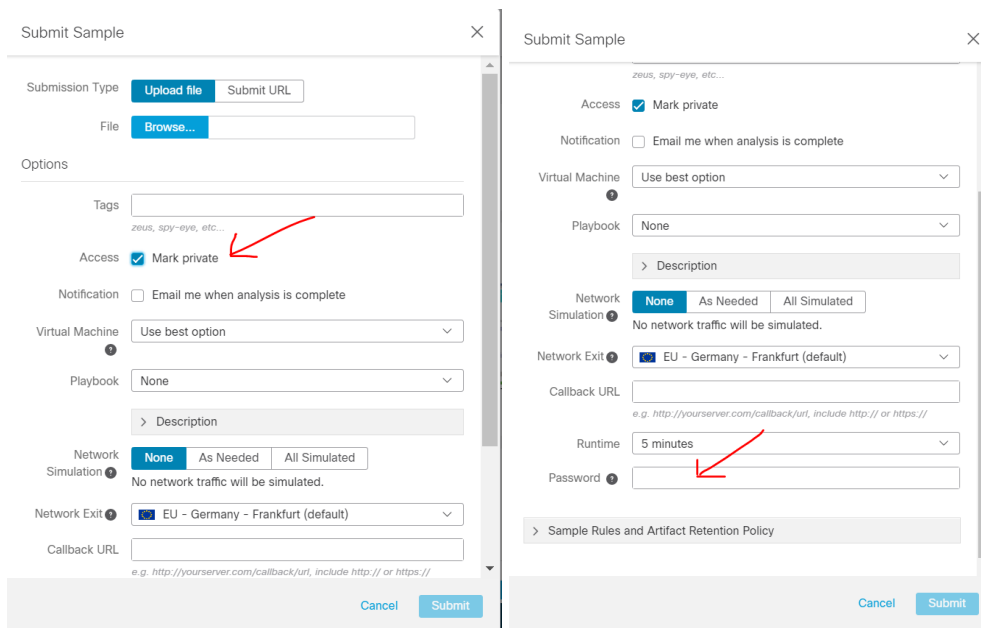 Submit Sample
Submission Type Upload file Submit URL
File Browse...
Options
Tags
zeus, spy-eye, etc...
Access Mark private
Notification Email me when analysis is complete
Virtual Machine Use best option
?
Playbook None
> Description
Network None As Needed All Simulated
Simulation ?
No network traffic will be simulated.
Network Exit ? EU - Germany - Frankfurt (default)
Callback URL
e.g. http://yourserver.com/callback/url, include http:// or https://
Cancel Submit
Submit Sample
zeus, spy-eye, etc...
Access Mark private
Notification Email me when analysis is complete
Virtual Machine Use best option
?
Playbook None
> Description
Network None As Needed All Simulated
Simulation ?
No network traffic will be simulated.
Network Exit ? EU - Germany - Frankfurt (default)
Callback URL
e.g. http://yourserver.com/callback/url, include http:// or https://
Runtime 5 minutes
Password ?
> Sample Rules and Artifact Retention Policy
Cancel Submit